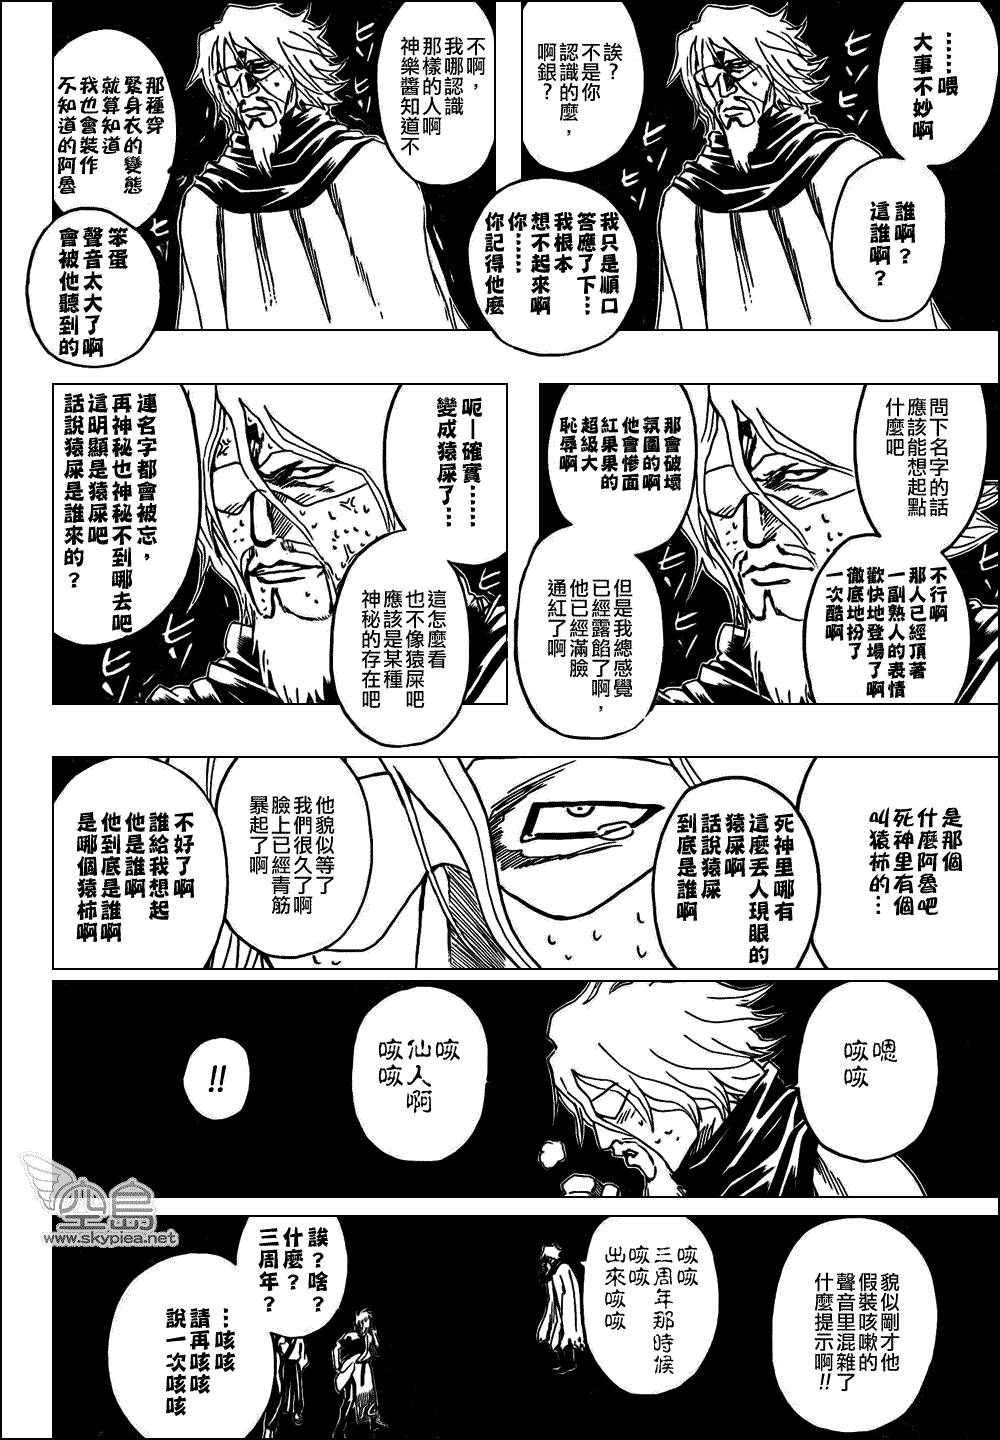 ……喂
大事不妙啊
誰啊？
這誰啊？
誒？
不是你
認識的麼，
啊銀？
我只是順口
答應了下…
我根本
想不起來啊
你……
你記得他麼
不啊，
我哪認識
那樣的人啊
神樂醬知道不
那種穿
緊身衣的變態
就算知道
我也會裝作
不知道的阿魯
笨蛋
聲音太大了啊
會被他聽到的
問下名字的話
應該能想起點
什麼吧
不行啊
那人已經頂著
一副熟人的表情
歡快地登場了啊
徹底地扮了
一次酷啊
那會破壞
氛圍的啊
他會慘面
紅果果的
超級大
恥辱啊
但是我總感覺
已經露餡了啊，
他已經滿臉
通紅了啊
呃－確實……
變成猿屎了…
這怎麼看
也不像猿屎吧
應該是某種
神秘的存在吧
連名字都會被忘，
再神秘也神秘不到哪去吧
這明顯是猿屎吧
話說猿屎是誰來的？
是那個
什麼阿魯吧
死神里有個
叫猿柿的…
死神里哪有
這麼丟人現眼的
猿屎啊
話說猿屎
到底是誰啊
他貌似等了
我們很久了啊
臉上已經青筋
暴起了啊
不好了啊
誰給我想起
他是誰啊
他到底是誰啊
是哪個猿柿啊
嗯
咳咳
咳
仙人啊
咳咳
!!
貌似剛才他
假裝咳嗽的
聲音里混雜了
什麼提示啊!!
咳咳
三周年那時候
咳咳
出來咳咳
誒？啥？
什麼？
三周年？
…咳咳
請再咳咳
說一次咳咳
空島
www.skypiea.net